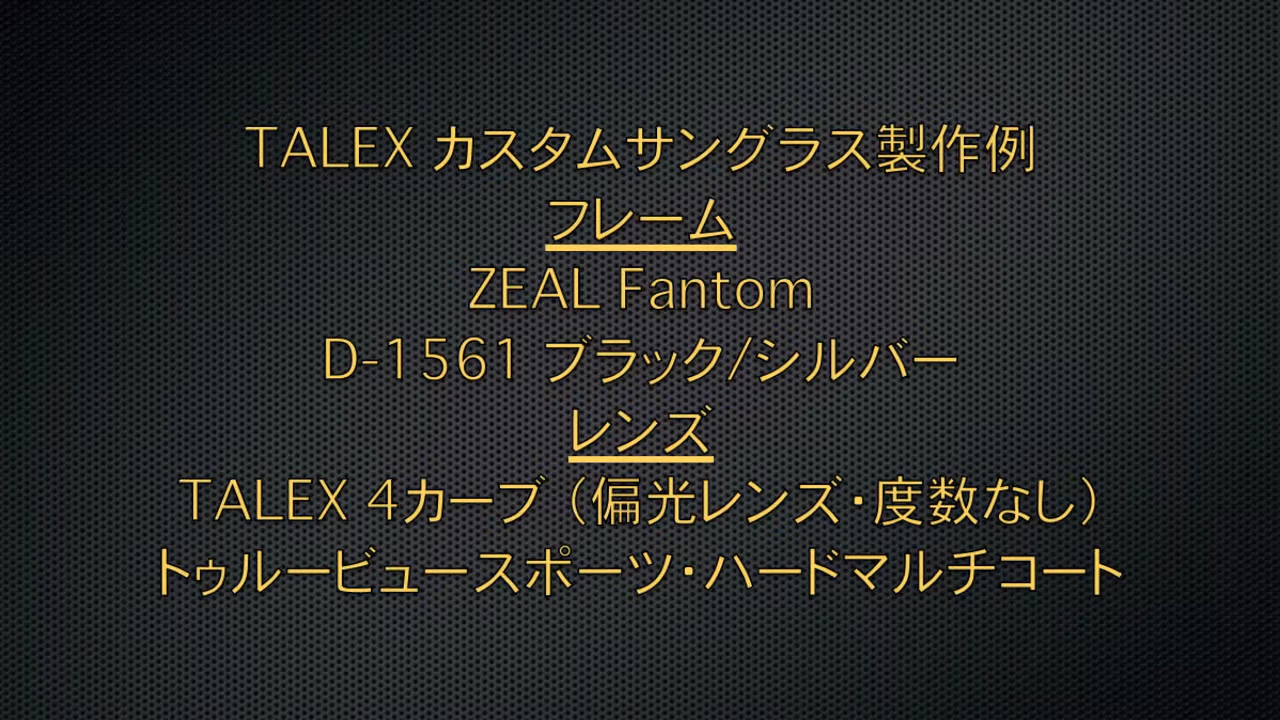 TALEX カスタムサングラス製作例
フレーム
ZEAL Fantom
D-1561 ブラック/シルバー
レンズ
TALEX 4カーブ（偏光レンズ・度数なし）
トゥルービュースポーツ・ハードマルチコート